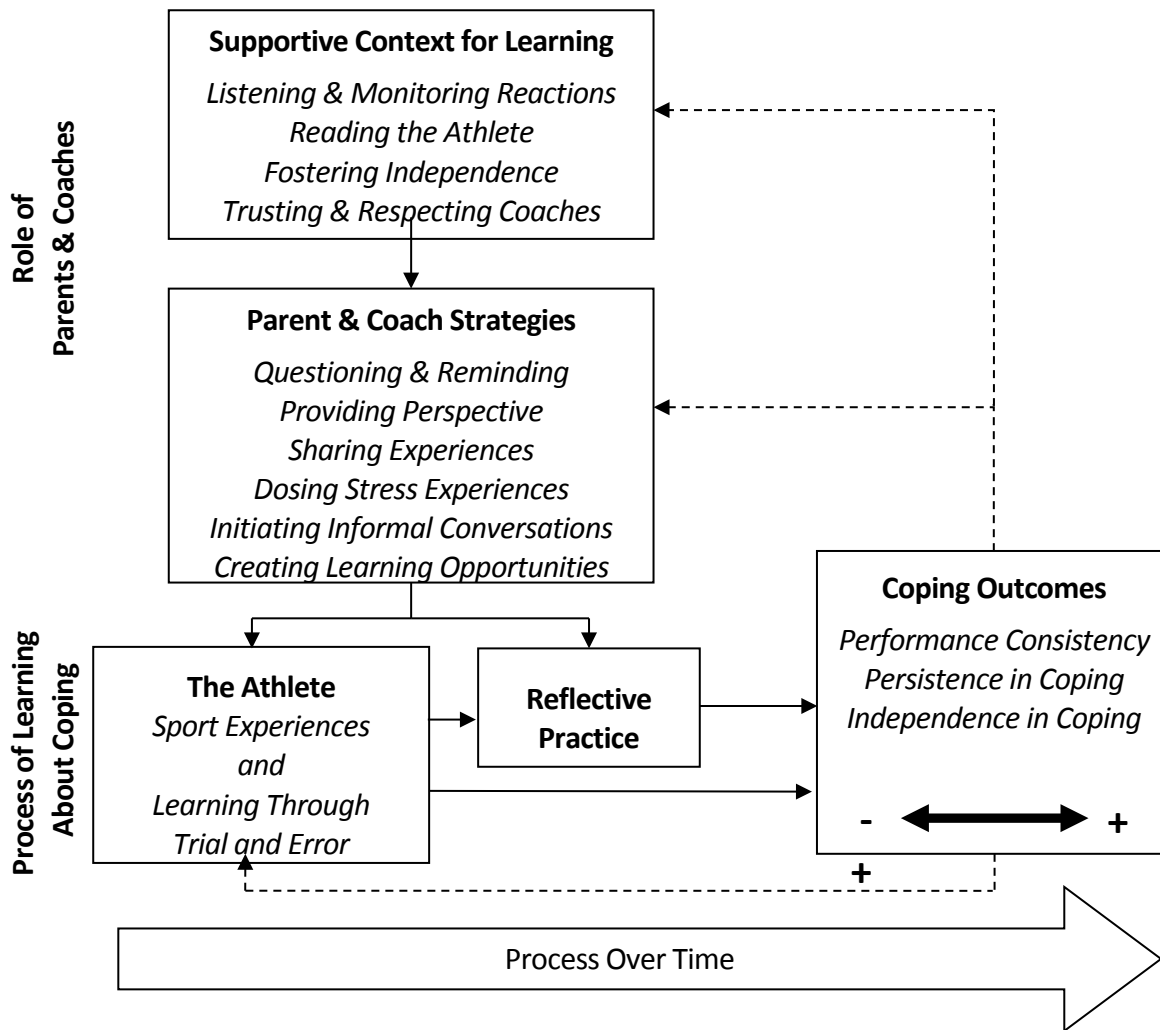 Supportive Context for Learning
Listening & Monitoring Reactions
Reading the Athlete
Fostering Independence
Trusting & Respecting Coaches
Role of
Parents & Coaches
Parent & Coach Strategies
Questioning & Reminding
Providing Perspective
Sharing Experiences
Dosing Stress Experiences
Initiating Informal Conversations
Creating Learning Opportunities
Process of Learning
About Coping
The Athlete
Sport Experiences
and
Learning Through
Trial and Error
Reflective
Practice
Coping Outcomes
Performance Consistency
Persistence in Coping
Independence in Coping
- +
+
Process Over Time